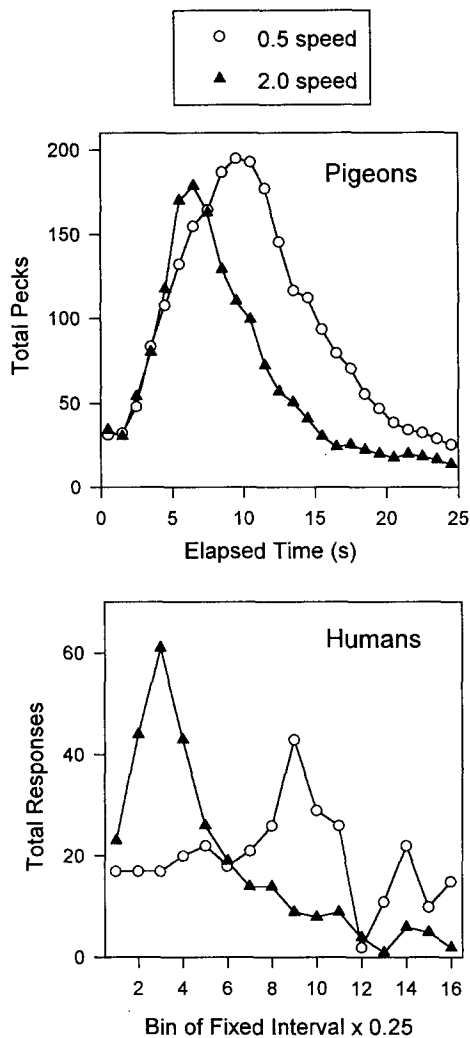 0.5 speed
2.0 speed
Pigeons
200
150
100
50
0
Total Pecks
0 5 10 15 20 25
Elapsed Time (s)
Humans
60
40
20
0
Total Responses
2 4 6 8 10 12 14 16
Bin of Fixed Interval x 0.25